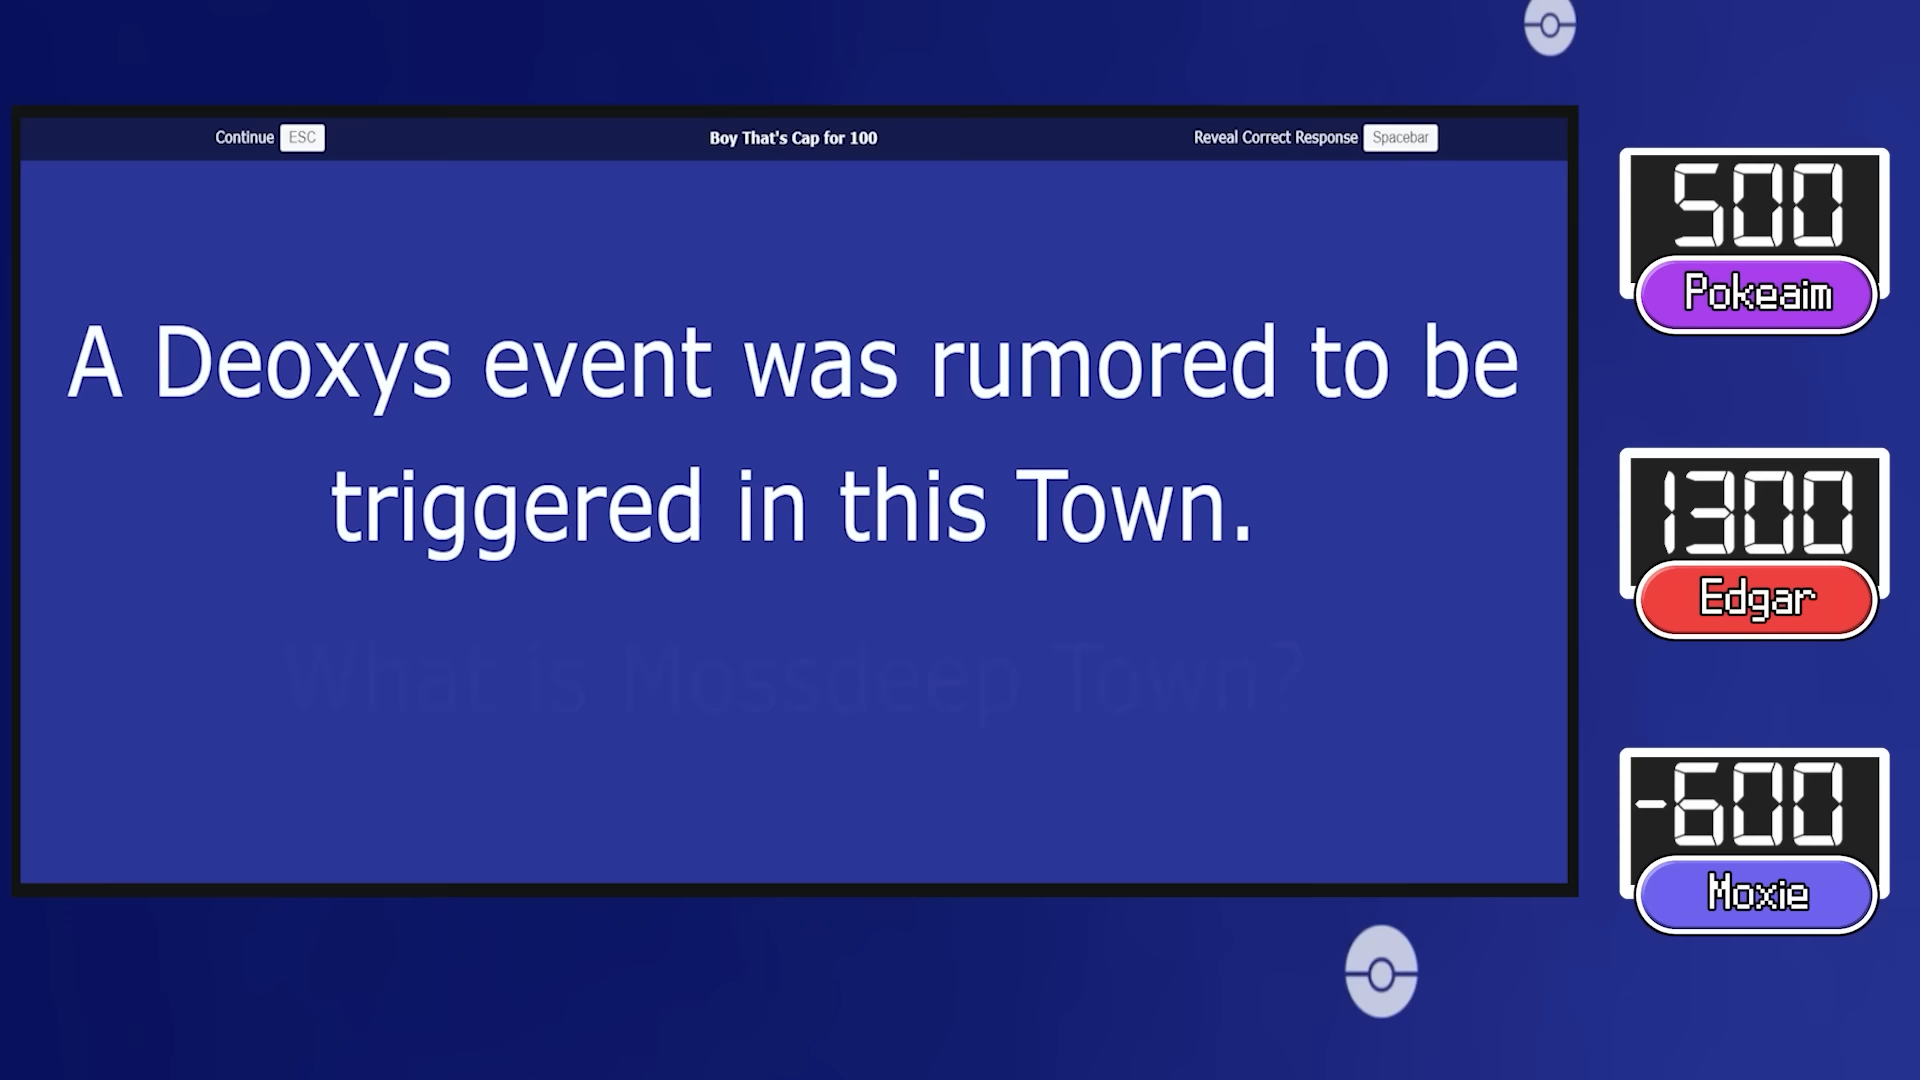 Continue ESC
Boy That's Cap for 100
Reveal Correct Response Spacebar
A Deoxys event was rumored to be
triggered in this Town.
What is Mossdeep Town?
500
Pokeaim
1300
Edgar
-600
Moxie